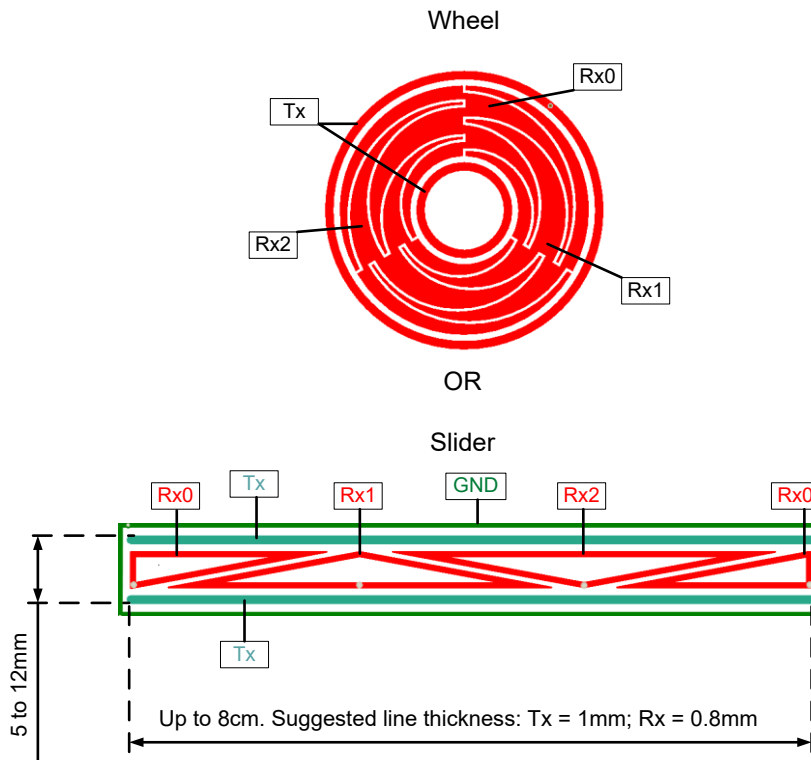 Wheel
Rx0
Tx
Rx2
Rx1
OR
Slider
Rx0
Tx
Rx1
GND
Rx2
Rx0
Tx
5 to 12mm
Up to 8cm. Suggested line thickness: Tx = 1mm; Rx = 0.8mm